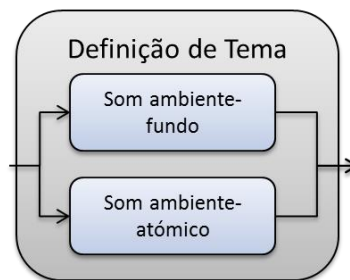 Definição de Tema
Som ambiente-
fundo
Som ambiente-
atómico